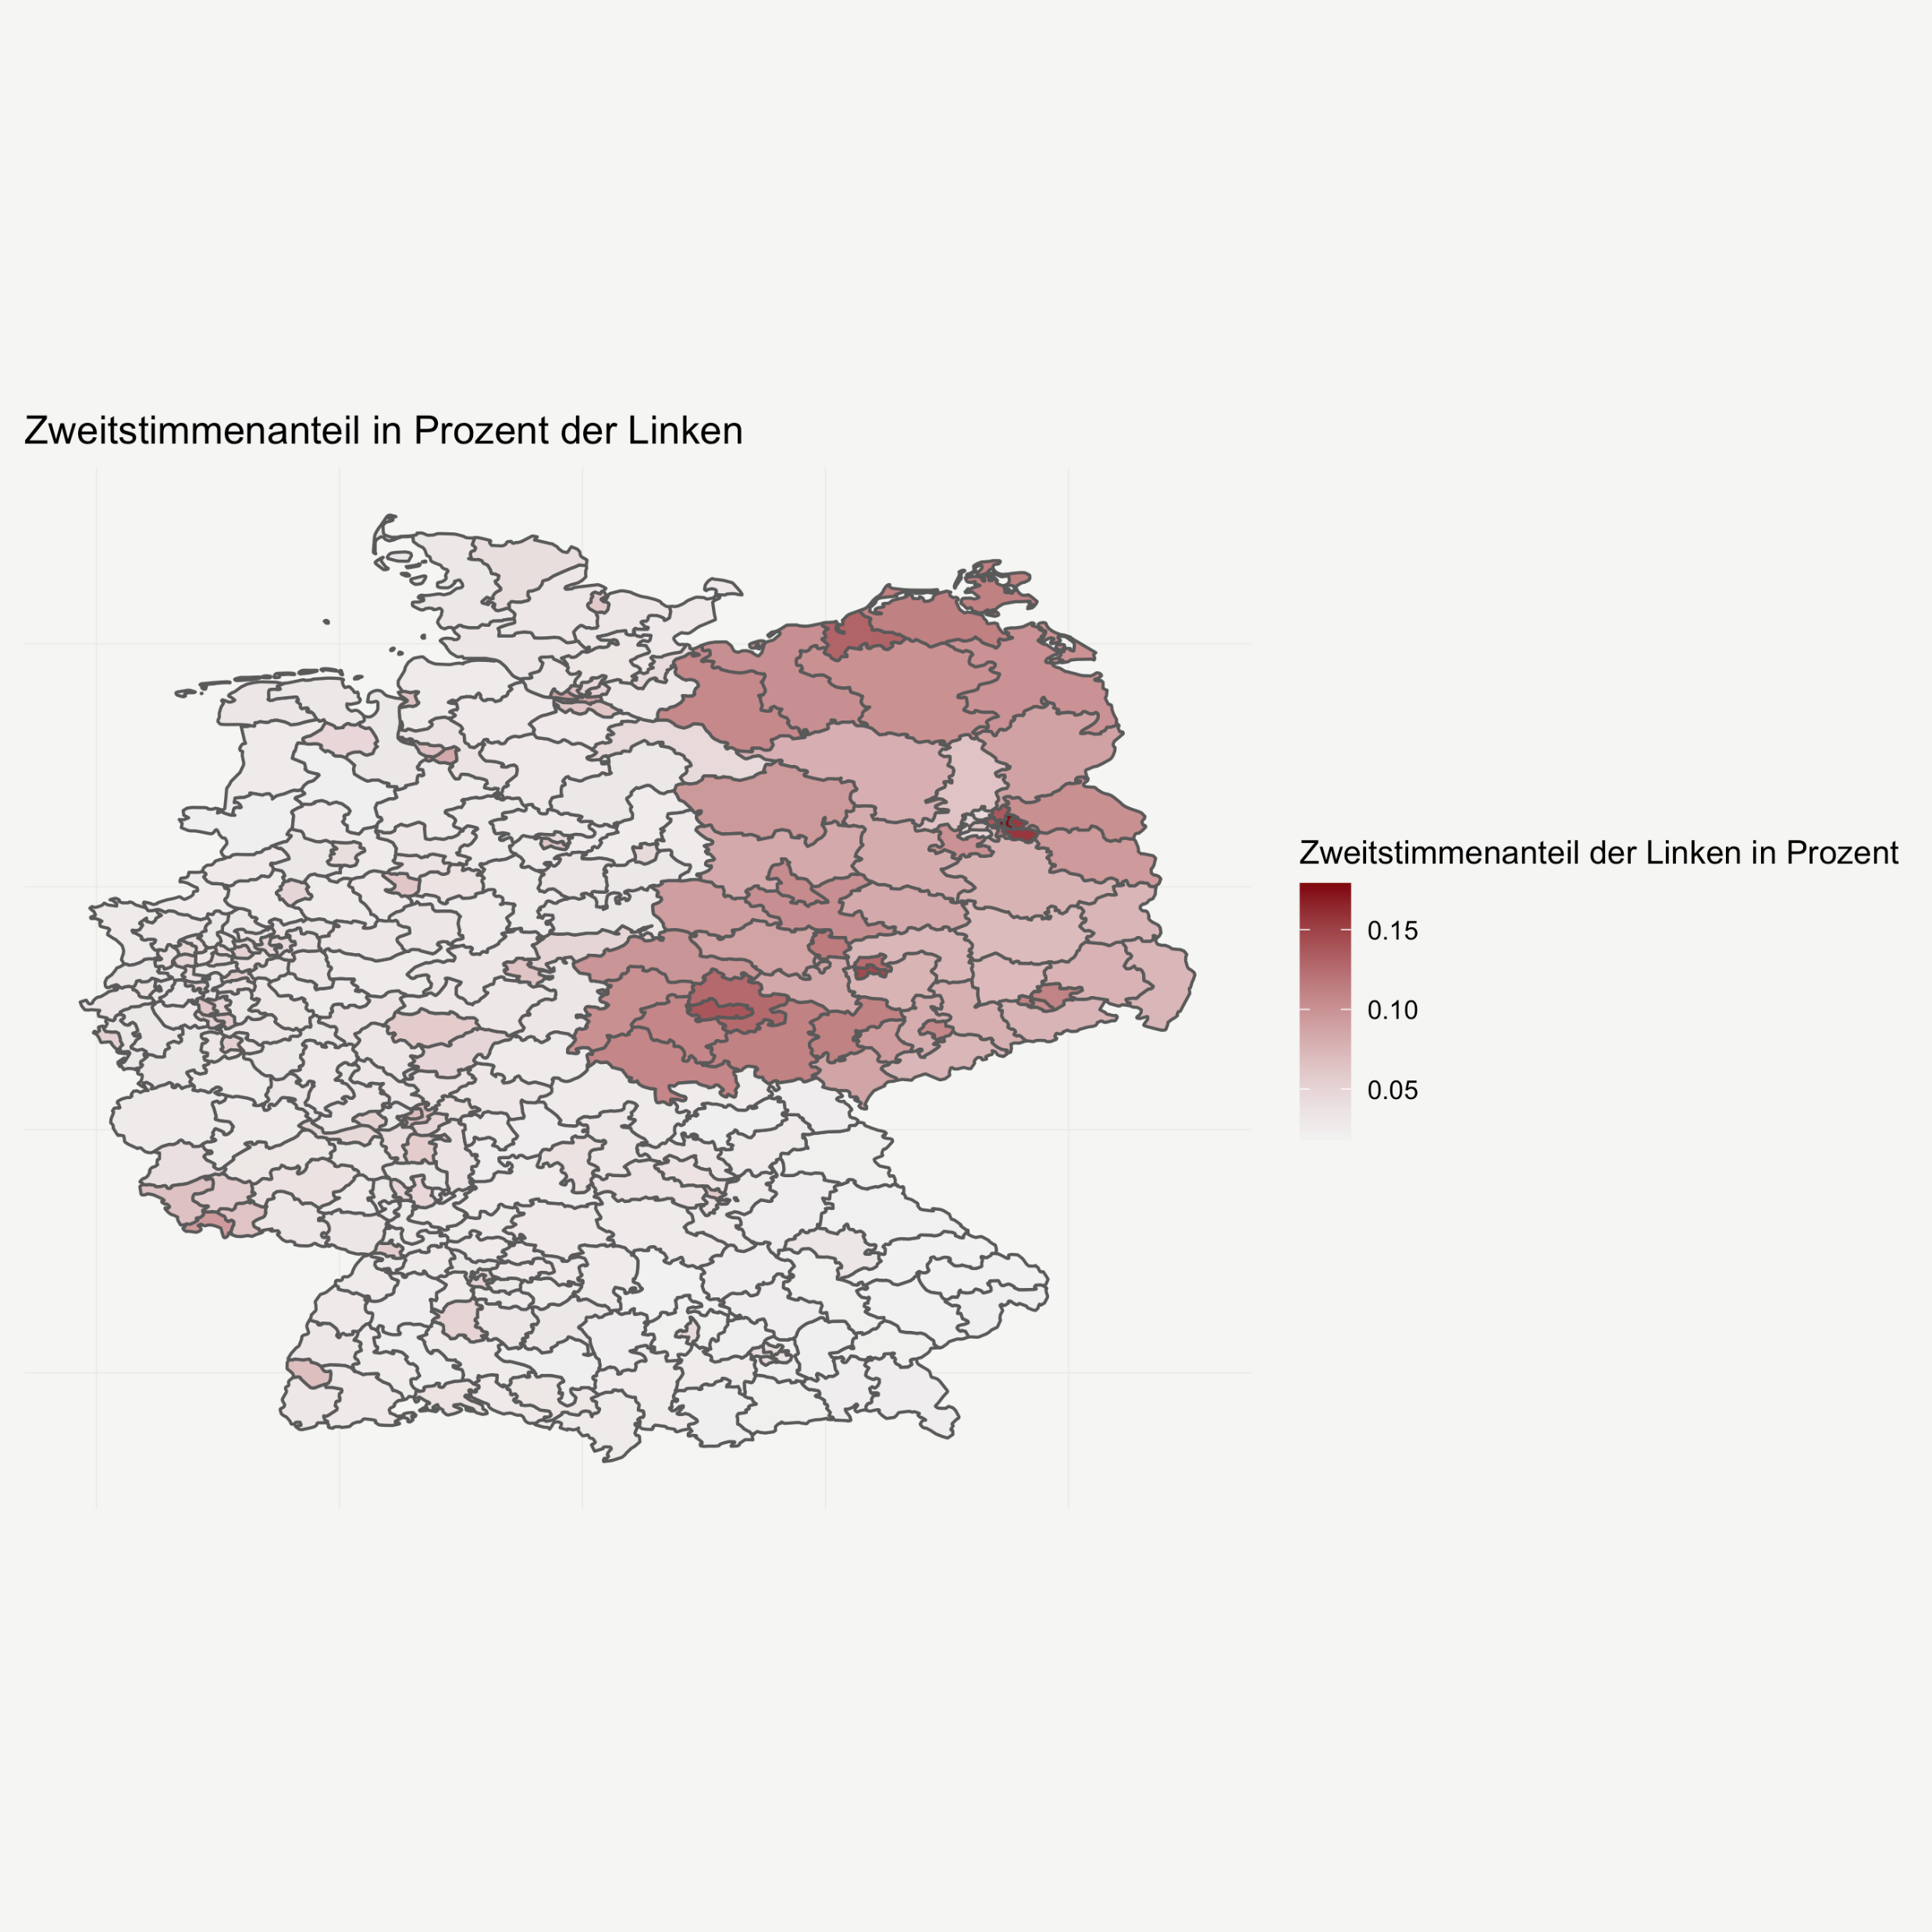 Zweitstimmenanteil in Prozent der Linken
Zweitstimmenanteil der Linken in Prozent
0.15
0.10
0.05